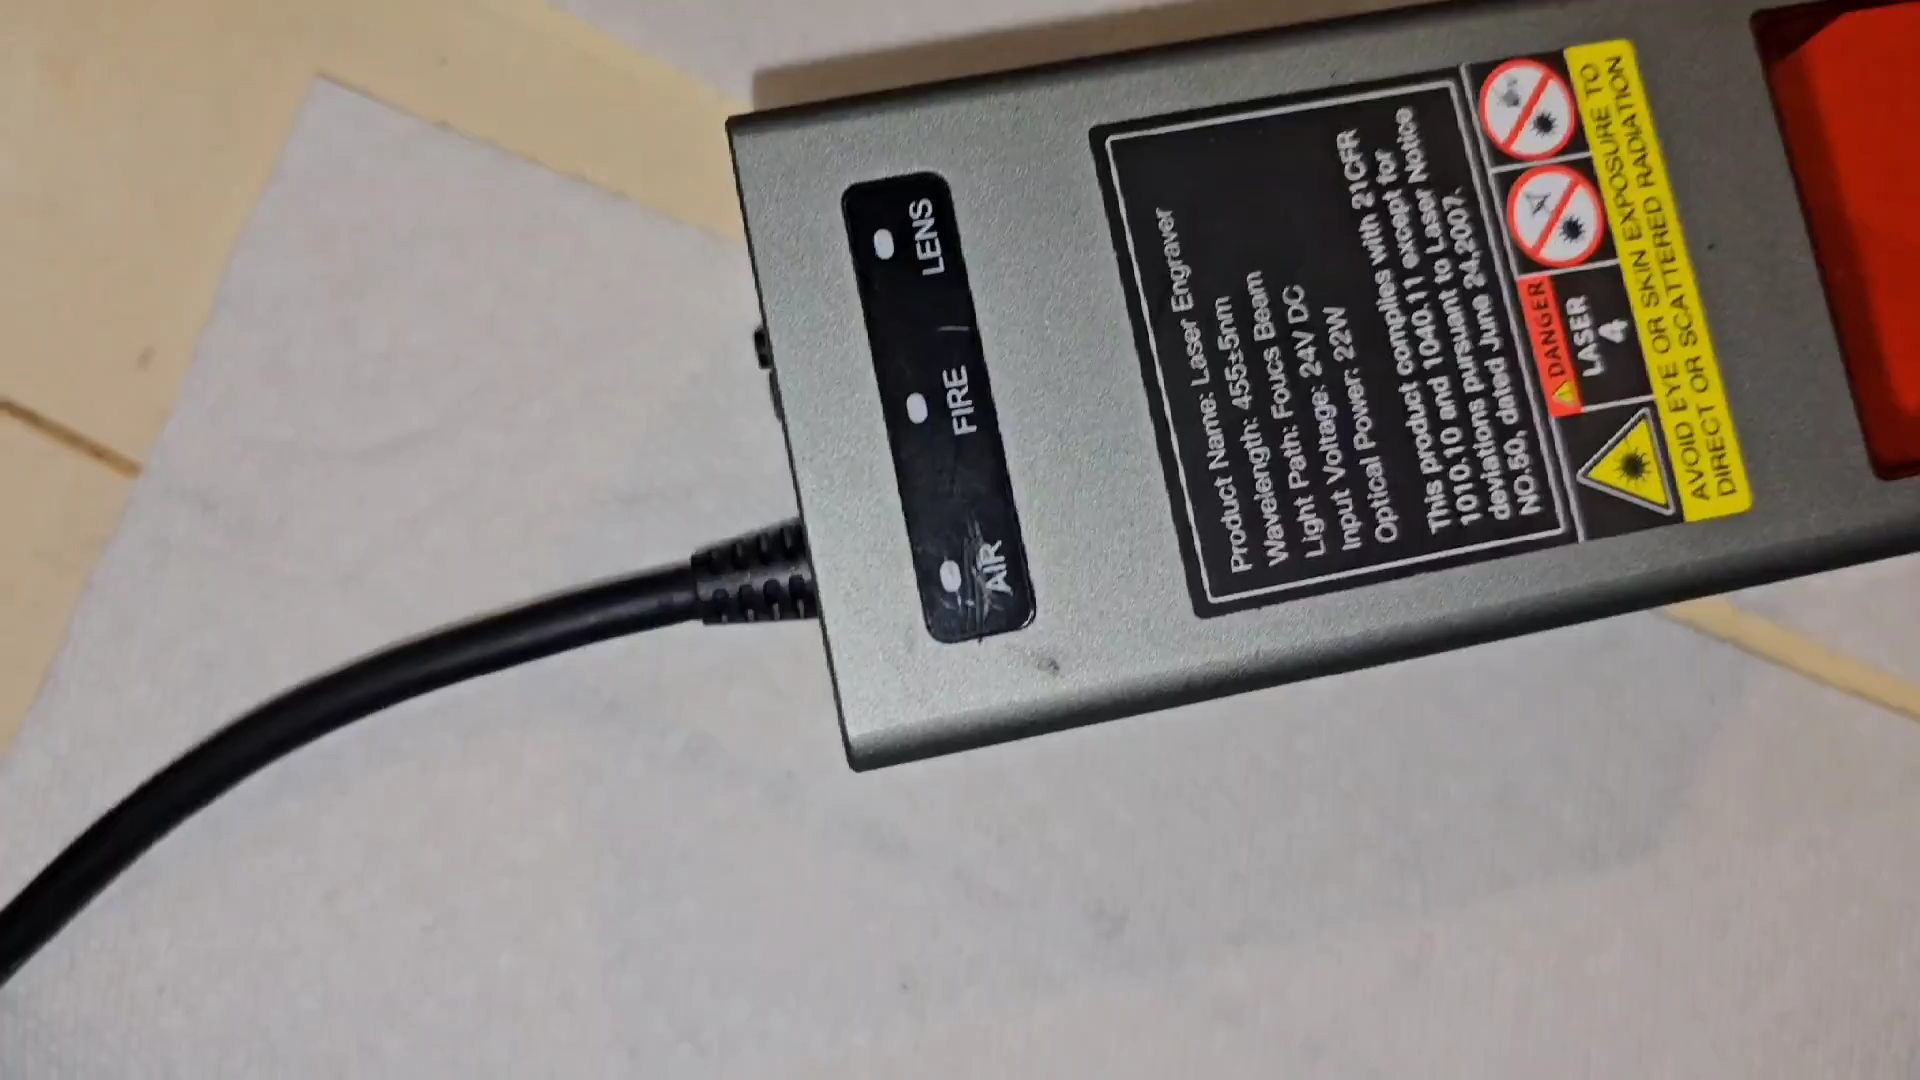 AIR FIRE LENS
Product Name: Laser Engraver
Wavelength: 455±5nm
Light Path: Foucs Beam
Input Voltage: 24V DC
Optical Power: 22W
This product complies with 21CFR
1010.10 and 1040.11 except for
deviations pursuant to Laser Notice
NO.50, dated June 24,2007.
DANGER
LASER
4
AVOID EYE OR SKIN EXPOSURE TO
DIRECT OR SCATTERED RADIATION